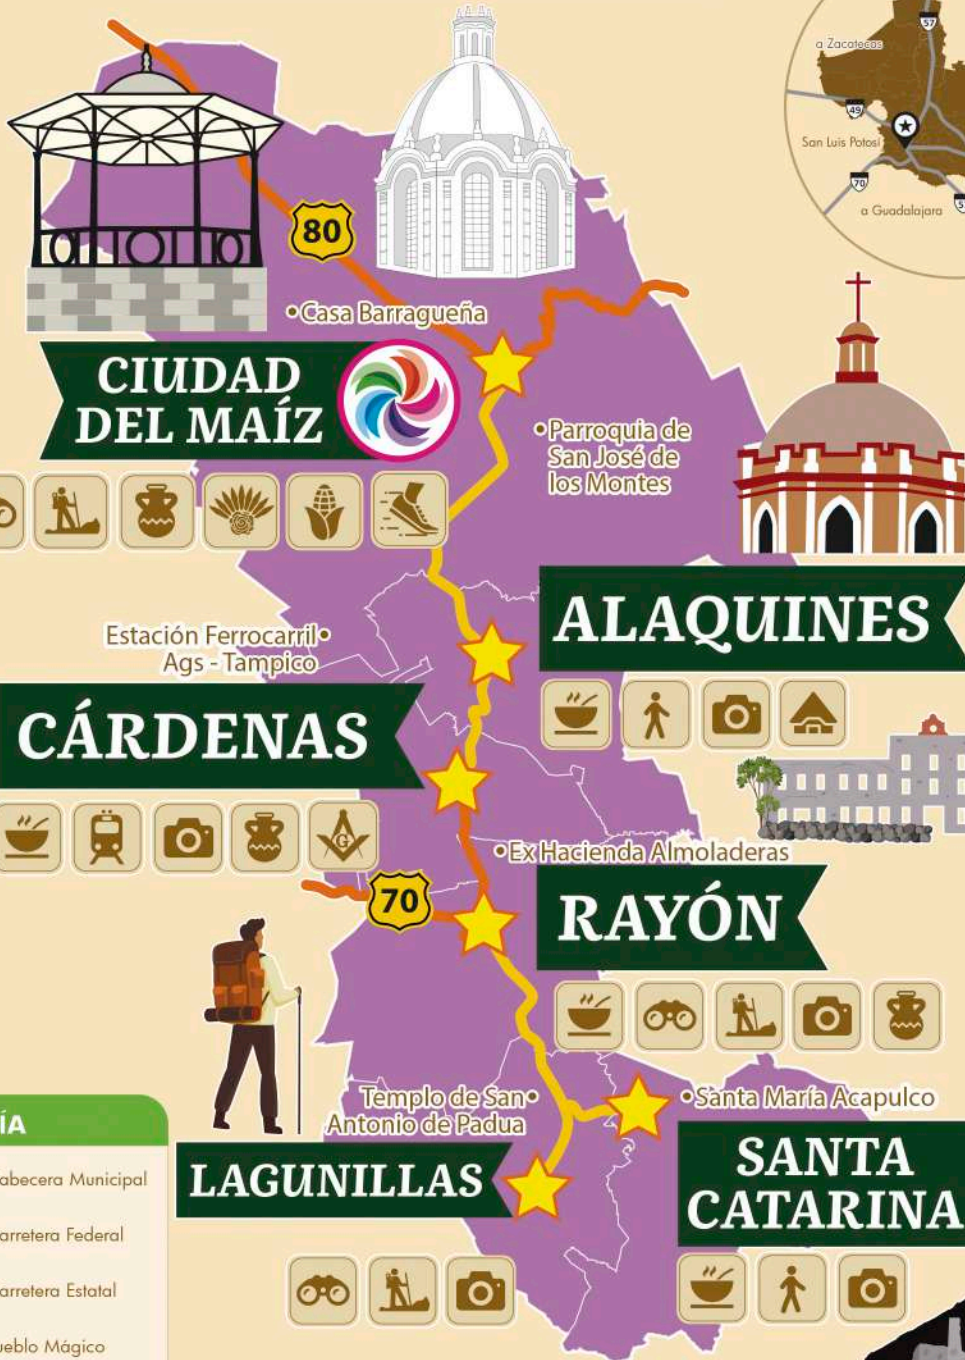 57
a Zacatecas
49
San Luis Potosí
70
a Guadalajara
80
•Casa Barragueña
CIUDAD
DEL MAÍZ
•Parroquia de
San José de
los Montes
ALAQUINES
Estación Ferrocarril•
Ags - Tampico
CÁRDENAS
G
•Ex Hacienda Almoladeras
70
RAYÓN
Templo de San•
Antonio de Padua
LAGUNILLAS
•Santa María Acapulco
SANTA
CATARINA
ÍA
abecera Municipal
arretera Federal
arretera Estatal
ueblo Mágico